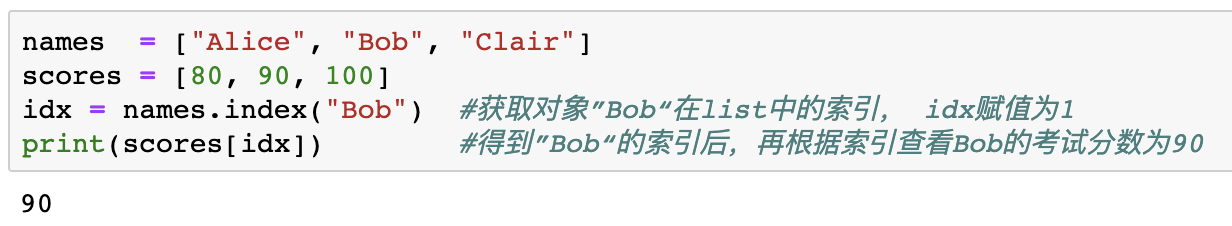 names  = ["Alice", "Bob", "Clair"]
scores = [80, 90, 100]
idx = names.index("Bob")  #获取对象”Bob“在list中的索引， idx赋值为1
print(scores[idx])        #得到”Bob“的索引后，再根据索引查看Bob的考试分数为90
90